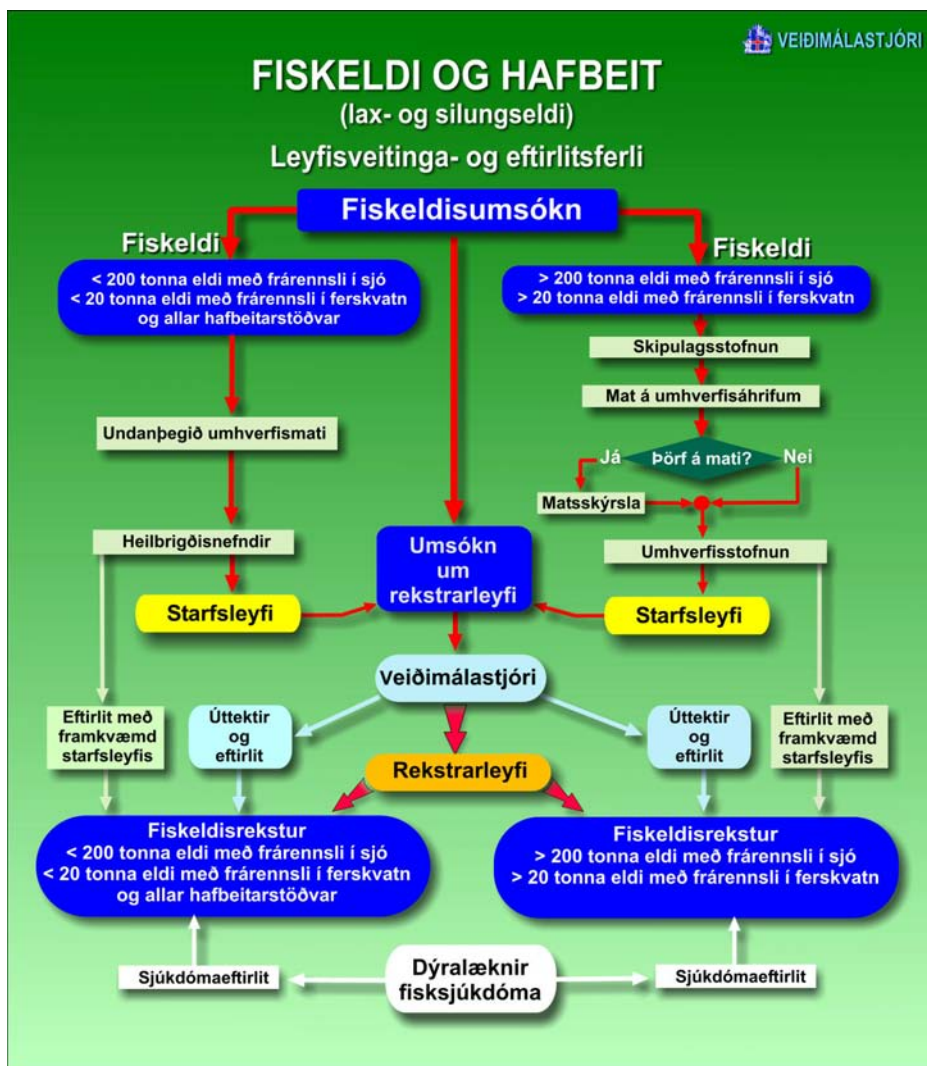 VEIÐIMÁLASTJÓRI
FISKELDI OG HAFBEIT
(lax- og silungseldi)
Leyfisveitinga- og eftirlitsferli
Fiskeldisumsókn
Fiskeldi
< 200 tonna eldi með frárennsli í sjó
< 20 tonna eldi með frárennsli í ferskvatn
og allar hafbeitarstöðvar
Fiskeldi
> 200 tonna eldi með frárennsli í sjó
> 20 tonna eldi með frárennsli í ferskvatn
Skipulagsstofnun
Mat á umhverfisáhrifum
Undanþegið umhverfismati
Já
Þörf á mati?
Nei
Matsskýrsla
Heilbrigðisnefndir
Umsókn
um
rekstrarleyfi
Umhverfisstofnun
Starfsleyfi
Starfsleyfi
Veiðimálastjóri
Eftirlit með
framkvæmd
starfsleyfis
Úttektir
og
eftirlit
Úttektir
og
eftirlit
Eftirlit með
framkvæmd
starfsleyfis
Rekstrarleyfi
Fiskeldisrekstur
< 200 tonna eldi með frárennsli í sjó
< 20 tonna eldi með frárennsli í ferskvatn
og allar hafbeitarstöðvar
Fiskeldisrekstur
> 200 tonna eldi með frárennsli í sjó
> 20 tonna eldi með frárennsli í ferskvatn
Sjúkdómaeftirlit
Dýralæknir
fisksjúkdóma
Sjúkdómaeftirlit